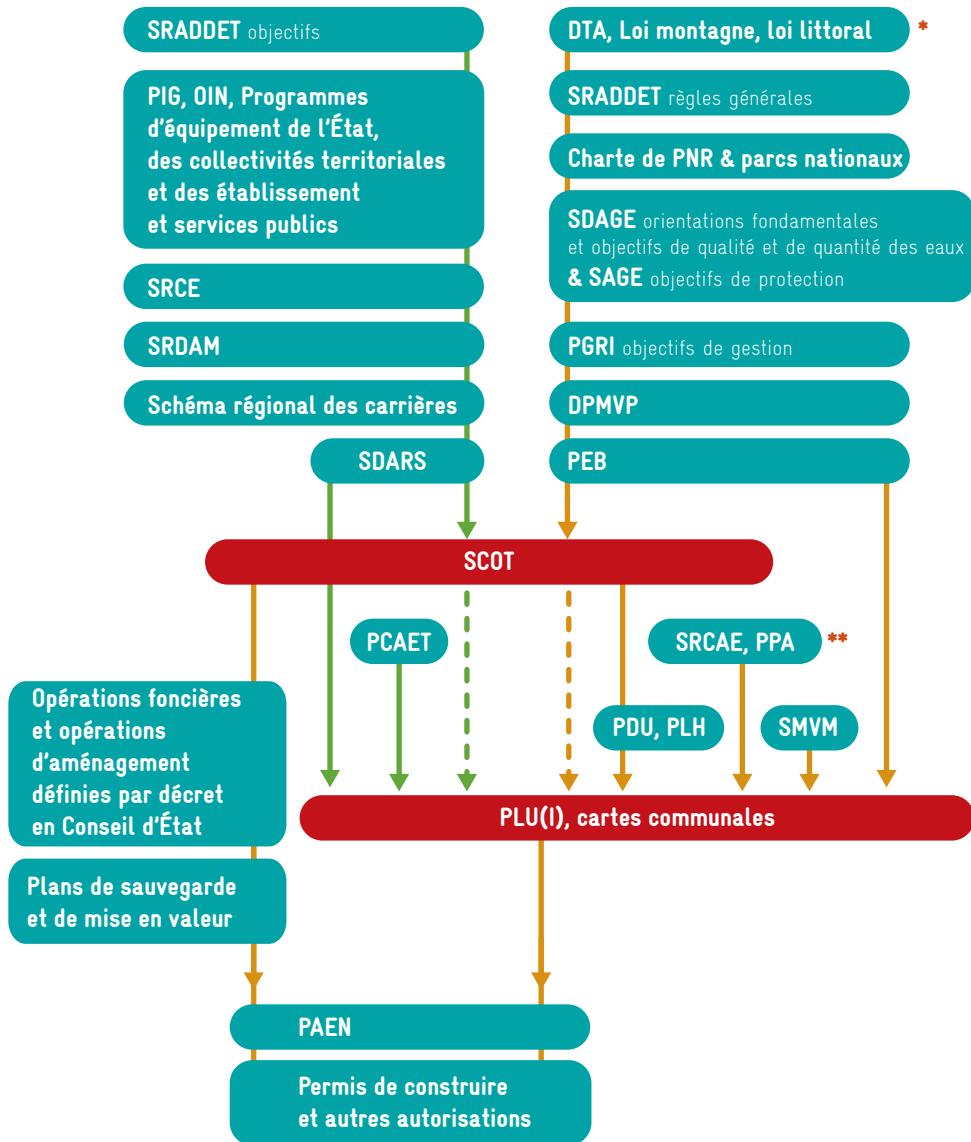 SRADDET objectifs
PIG, OIN, Programmes
d'équipement de l'État,
des collectivités territoriales
et des établissement
et services publics
SRCE
SRDAM
Schéma régional des carrières
SDARS
DTA, Loi montagne, loi littoral *
SRADDET règles générales
Charte de PNR & parcs nationaux
SDAGE orientations fondamentales
et objectifs de qualité et de quantité des eaux
& SAGE objectifs de protection
PGRI objectifs de gestion
DPMVP
PEB
SCOT
PCAET
SRCAE, PPA **
PDU, PLH
SMVM
Opérations foncières
et opérations
d'aménagement
définies par décret
en Conseil d'État
PLU(I), cartes communales
Plans de sauvegarde
et de mise en valeur
PAEN
Permis de construire
et autres autorisations